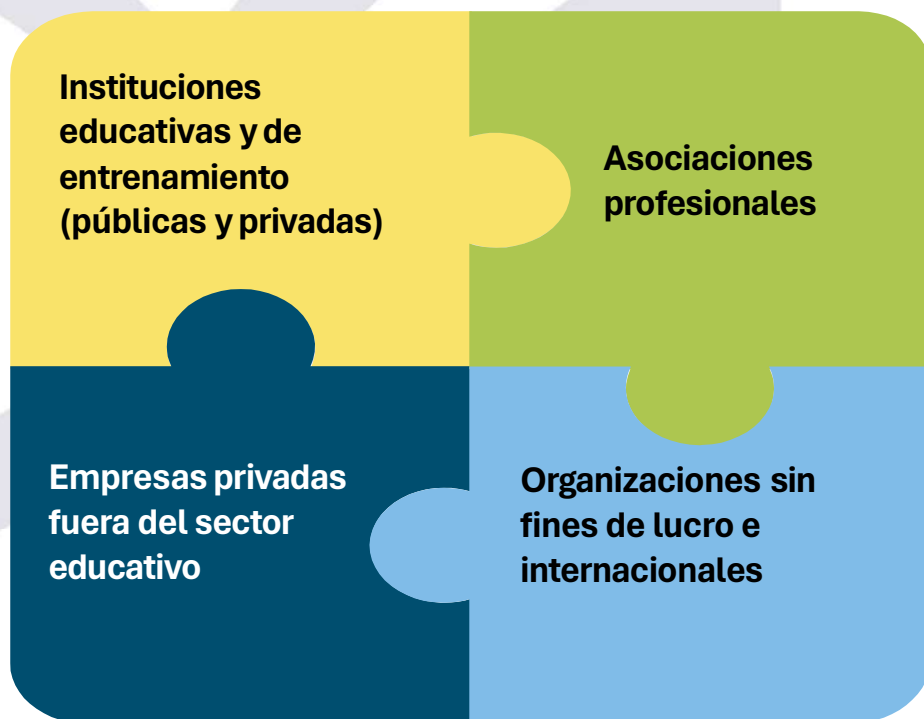 Instituciones
educativas y de
entrenamiento
(públicas y privadas)
Asociaciones
profesionales
Empresas privadas
fuera del sector
educativo
Organizaciones sin
fines de lucro e
internacionales